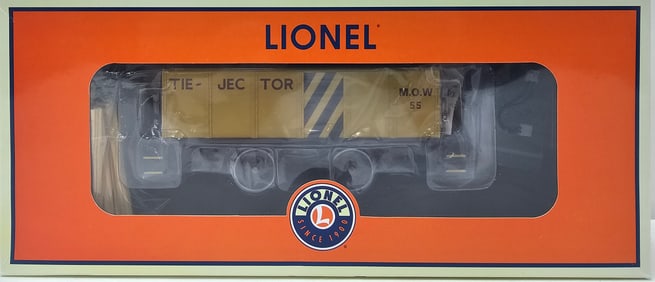 LIONEL
TIE- JEC TOR
M.O.W
55
LIONEL
L
SINCE 1900